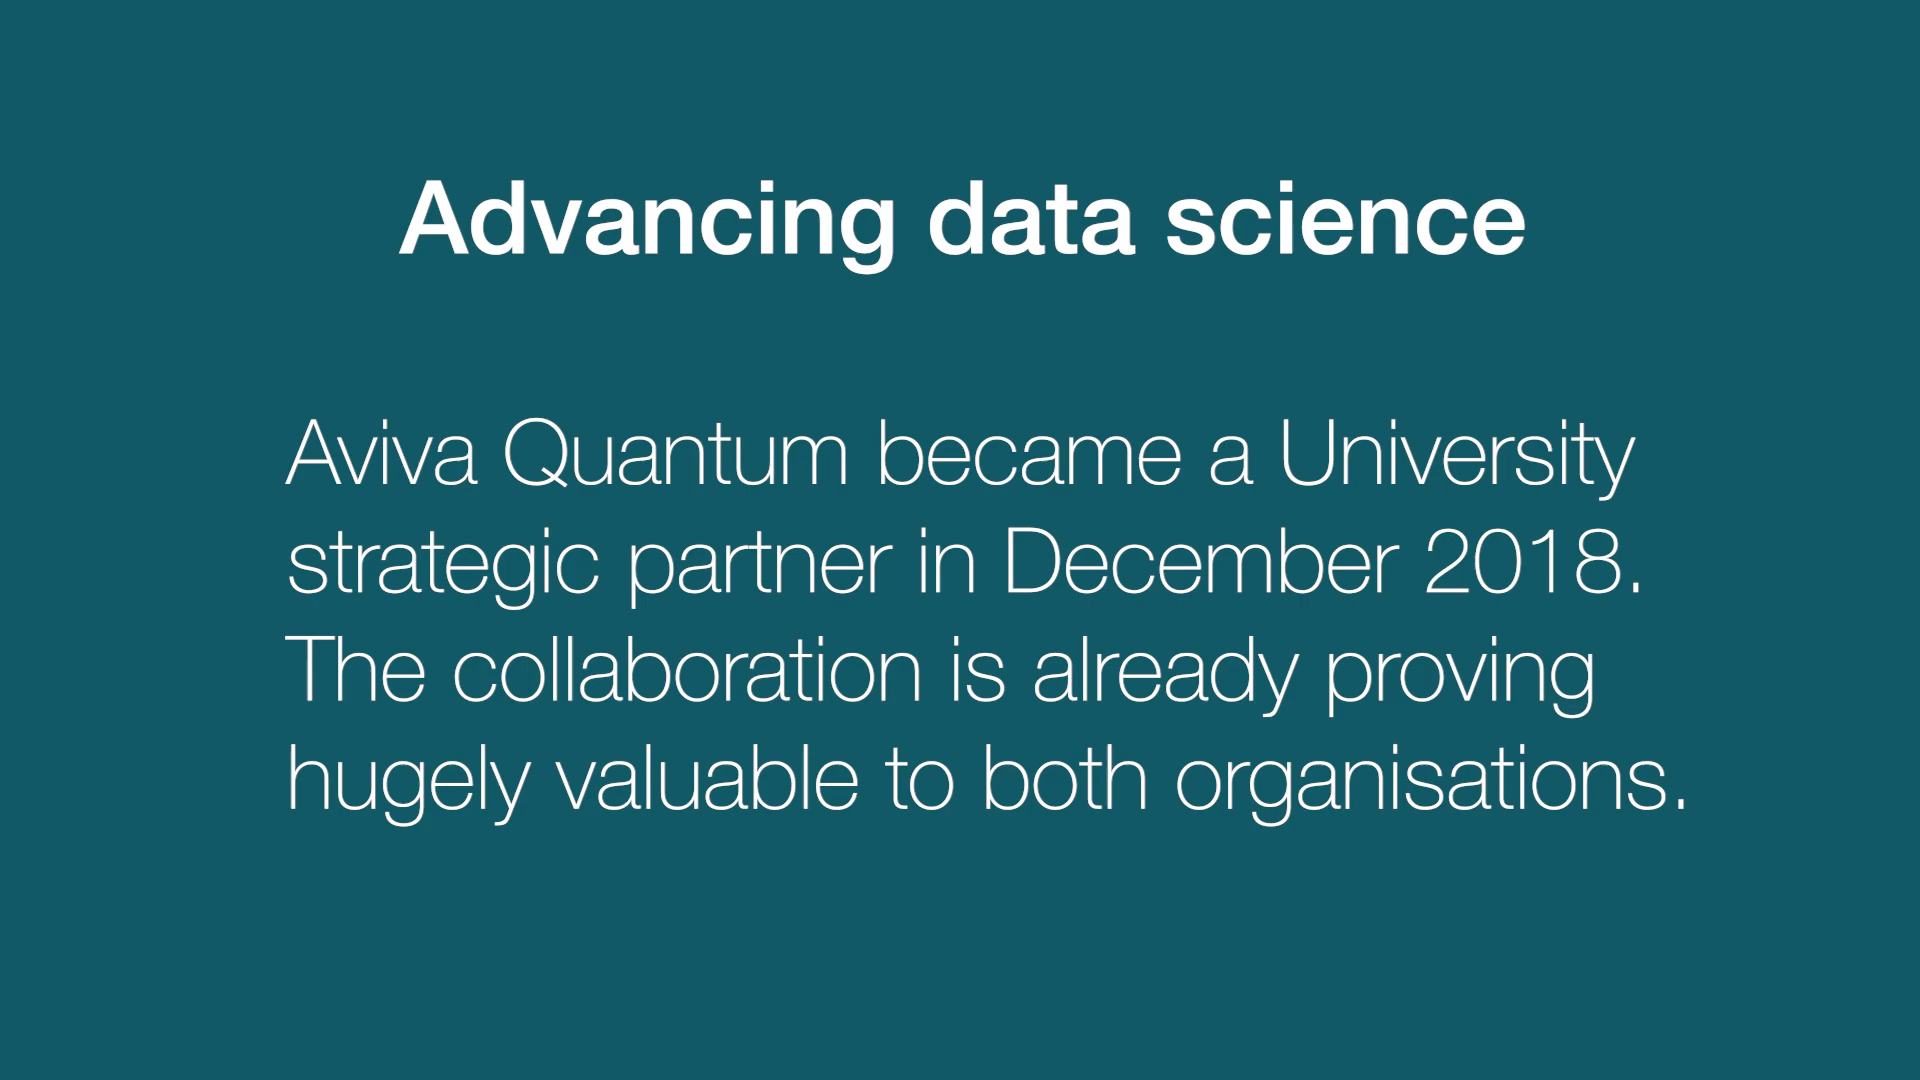 Advancing data science
Aviva Quantum became a University
strategic partner in December 2018.
The collaboration is already proving
hugely valuable to both organisations.